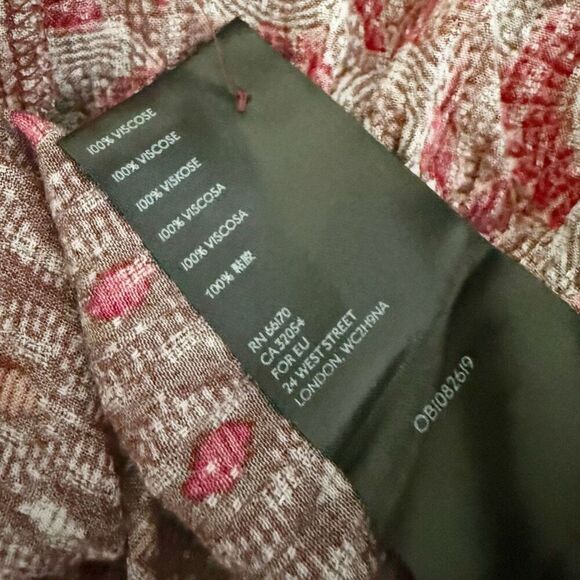 100% VISCOSE
100% VISCOSE
100% VISKOSE
100% VISCOSA
100% VISCOSA
100% 黏胶
RN 66170
CA 32054
FOR EU
24 WEST STREET
LONDON, WC2H9NA
OB1082619